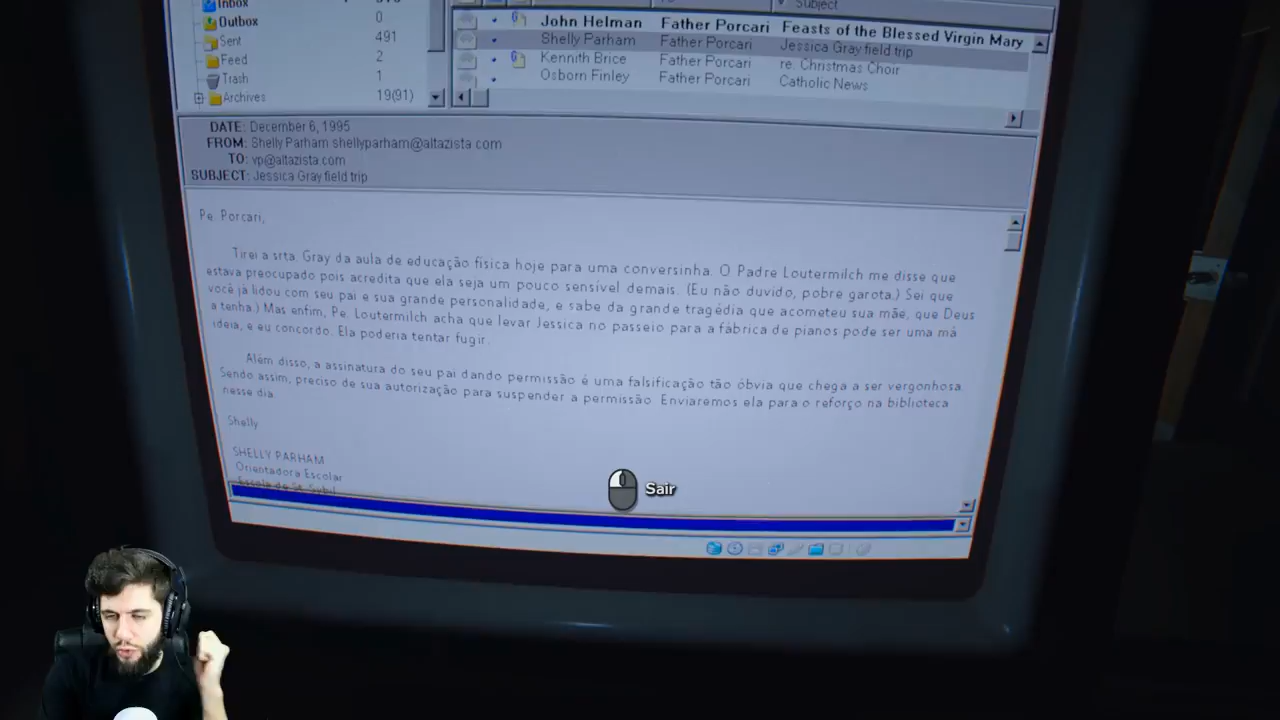 Inbox
Outbox 0
Sent 491
Feed 2
Trash 1
Archives 19(91)
Subject
John Helman Father Porcari Feasts of the Blessed Virgin Mary
Shelly Parham Father Porcari Jessica Gray field trip
Kennith Brice Father Porcari re. Christmas Choir
Osborn Finley Father Porcari Catholic News
DATE: December 6, 1995
FROM: Shelly Parham shellyparham@altazista.com
TO: vp@altazista.com
SUBJECT: Jessica Gray field trip
Pe. Porcari,
Tirei a srta. Gray da aula de educação física hoje para uma conversinha. O Padre Loutermilch me disse que
estava preocupado pois acredita que ela seja um pouco sensível demais. (Eu não duvido, pobre garota.) Sei que
você já lidou com seu pai e sua grande personalidade, e sabe da grande tragédia que acometeu sua mãe, que Deus
a tenha.) Mas enfim, Pe. Loutermilch acha que levar Jessica no passeio para a fábrica de pianos pode ser uma má
ideia, e eu concordo. Ela poderia tentar fugir.
Além disso, a assinatura do seu pai dando permissão é uma falsificação tão óbvia que chega a ser vergonhosa.
Sendo assim, preciso de sua autorização para suspender a permissão. Enviaremos ela para o reforço na biblioteca
nesse dia.
Shelly
SHELLY PARHAM
Orientadora Escolar
Escola de St. Sybil
Sair